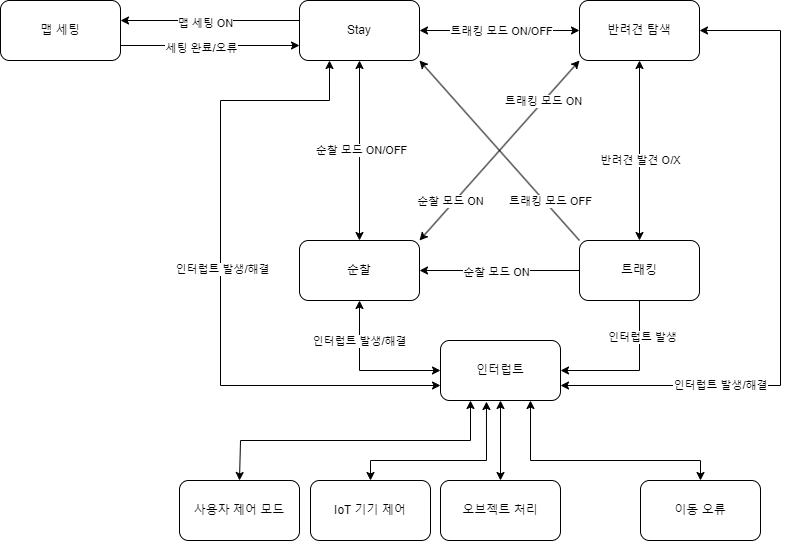 맵 세팅
맵 세팅 ON
세팅 완료/오류
Stay
트래킹 모드 ON/OFF
반려견 탐색
트래킹 모드 ON
순찰 모드 ON/OFF
반려견 발견 O/X
순찰 모드 ON
트래킹 모드 OFF
인터럽트 발생/해결
순찰
순찰 모드 ON
트래킹
인터럽트 발생/해결
인터럽트 발생
인터럽트
인터럽트 발생/해결
사용자 제어 모드
IoT 기기 제어
오브젝트 처리
이동 오류